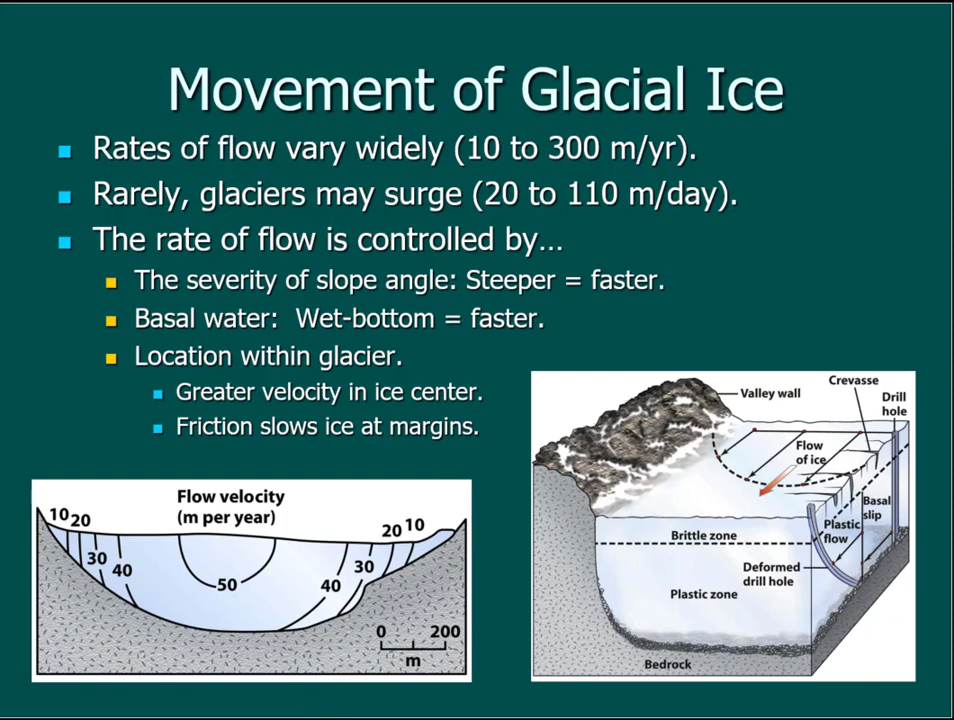 Movement of Glacial Ice
Rates of flow vary widely (10 to 300 m/yr).
Rarely, glaciers may surge (20 to 110 m/day).
The rate of flow is controlled by…
The severity of slope angle: Steeper = faster.
Basal water:  Wet-bottom = faster.
Location within glacier.
Greater velocity in ice center.
Friction slows ice at margins.
Flow velocity
(m per year)
10 20
30
40
50
40
30
20 10
0 200
m
Valley wall
Crevasse
Drill
hole
Flow
of ice
Basal
slip
Plastic
flow
Brittle zone
Deformed
drill hole
Plastic zone
Bedrock